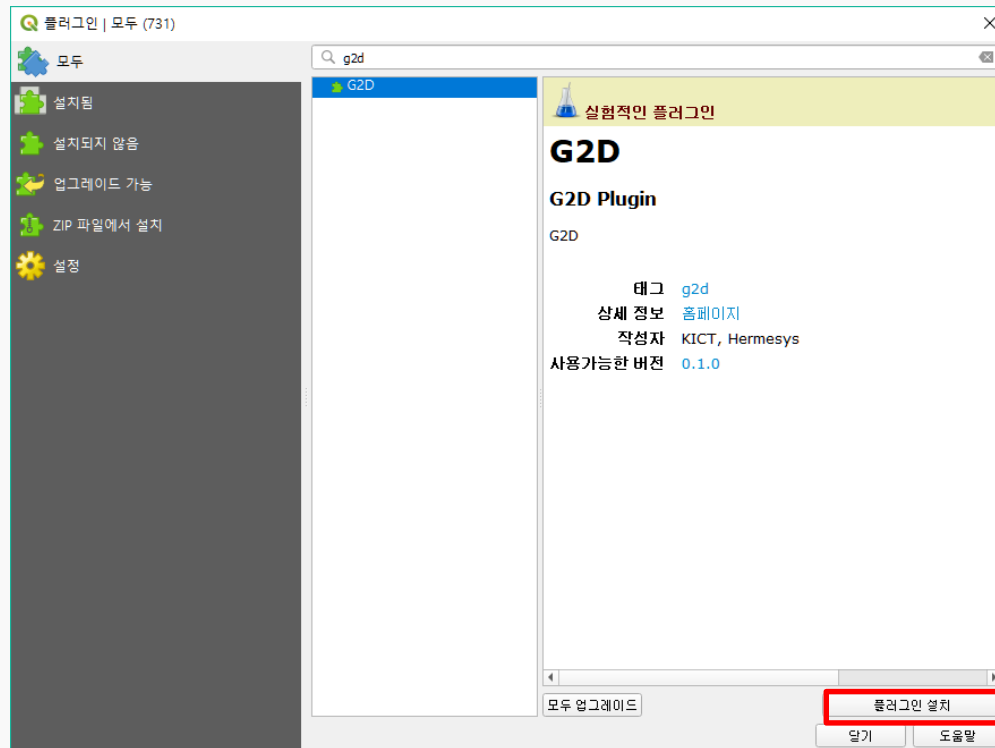 플러그인 | 모두 (731)
모두
설치됨
설치되지 않음
업그레이드 가능
ZIP 파일에서 설치
설정
g2d
G2D
실험적인 플러그인
G2D
G2D Plugin
G2D
태그 g2d
상세 정보 홈페이지
작성자 KICT, Hermesys
사용가능한 버전 0.1.0
모두 업그레이드
플러그인 설치
닫기
도움말